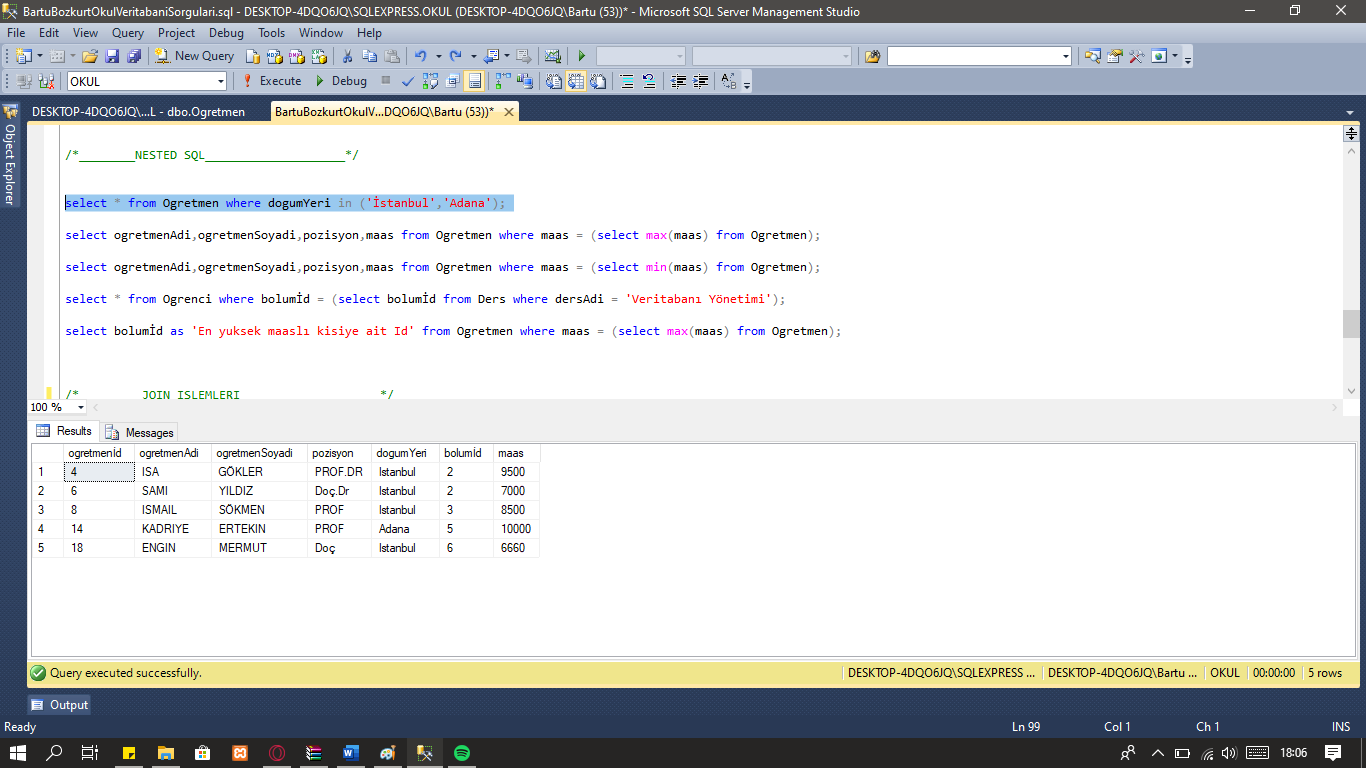 BartuBozkurtOkulVeritabaniSorgulari.sql - DESKTOP-4DQO6JQ\SQLEXPRESS.OKUL (DESKTOP-4DQO6JQ\Bartu (53))* - Microsoft SQL Server Management Studio
File Edit View Query Project Debug Tools Window Help
New Query
OKUL Execute Debug
DESKTOP-4DQO6JQ\...L - dbo.Ogretmen BartuBozkurtOkulV...DQO6JQ\Bartu (53))*
Object Explorer
/*________NESTED SQL____________________*/
select * from Ogretmen where dogumYeri in ('İstanbul','Adana');
select ogretmenAdi,ogretmenSoyadi,pozisyon,maas from Ogretmen where maas = (select max(maas) from Ogretmen);
select ogretmenAdi,ogretmenSoyadi,pozisyon,maas from Ogretmen where maas = (select min(maas) from Ogretmen);
select * from Ogrenci where bolumİd = (select bolumİd from Ders where dersAdi = 'Veritabanı Yönetimi');
select bolumİd as 'En yuksek maaslı kisiye ait Id' from Ogretmen where maas = (select max(maas) from Ogretmen);
/* JOIN ISLEMLERI */
100 %
Results Messages
ogretmenİd ogretmenAdi ogretmenSoyadi pozisyon dogumYeri bolumİd maas
1 4 ISA GÖKLER PROF.DR Istanbul 2 9500
2 6 SAMI YILDIZ Doç.Dr Istanbul 2 7000
3 8 ISMAIL SÖKMEN PROF Istanbul 3 8500
4 14 KADRIYE ERTEKIN PROF Adana 5 10000
5 18 ENGIN MERMUT Doç Istanbul 6 6660
Query executed successfully. DESKTOP-4DQO6JQ\SQLEXPRESS ... DESKTOP-4DQO6JQ\Bartu ... OKUL 00:00:00 5 rows
Output
Ready Ln 99 Col 1 Ch 1 INS
18:06